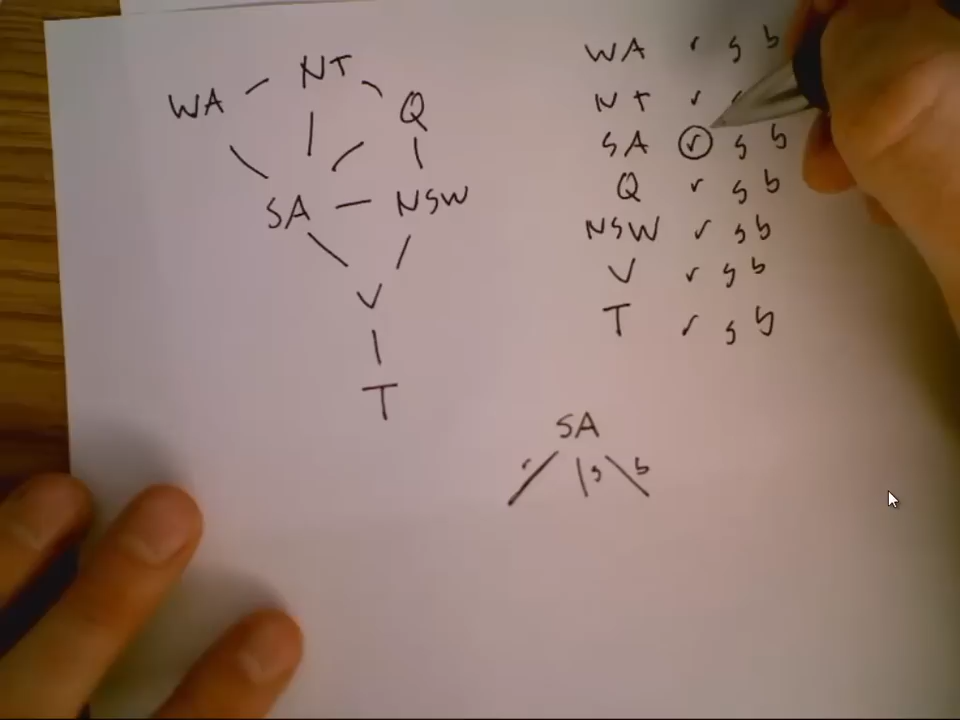 NT
WA
Q
SA
NSW
V
T
WA r g b
NT r
SA r g b
Q r g b
NSW r g b
V r g b
T r g b
SA
r g b